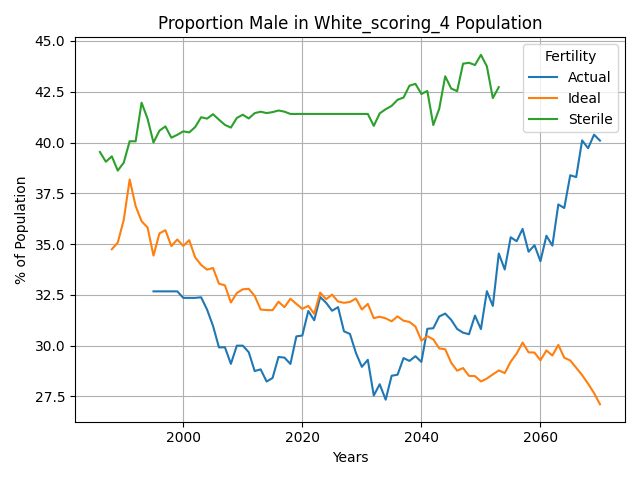 Proportion Male in White_scoring_4 Population
45.0
42.5
40.0
37.5
35.0
32.5
30.0
27.5
% of Population
Fertility
Actual
Ideal
Sterile
2000
2020
2040
2060
Years